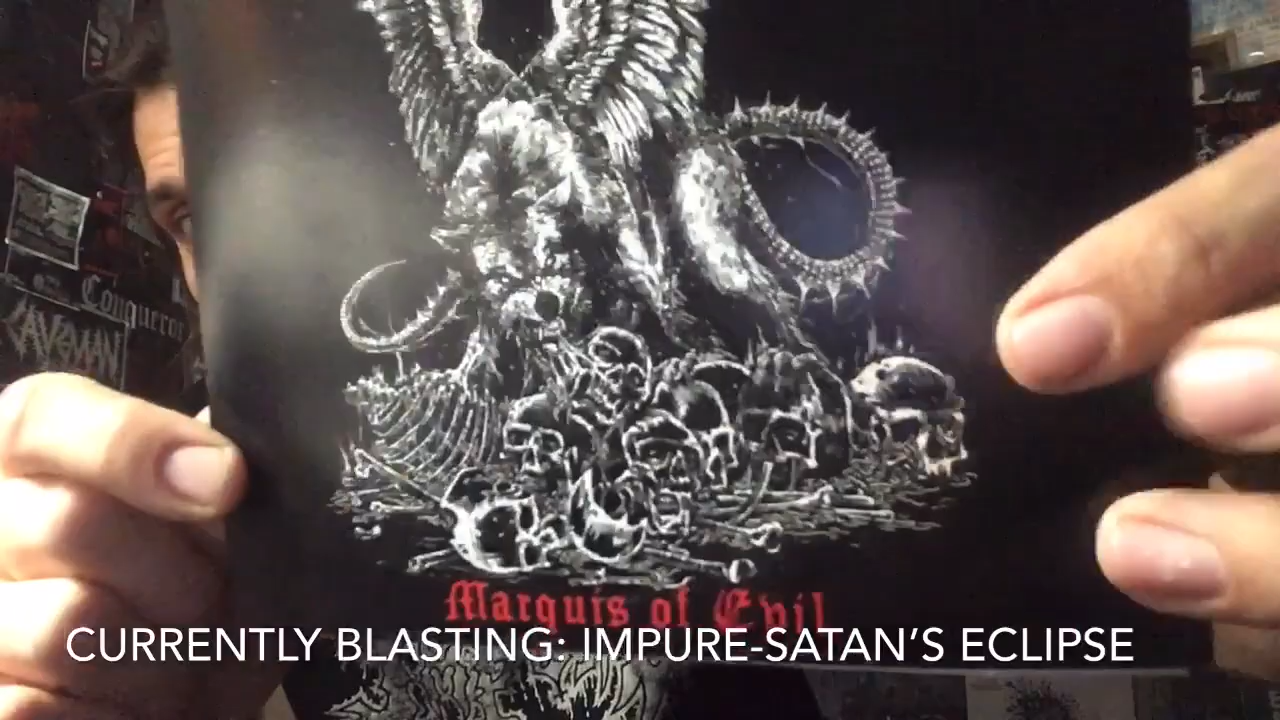 Conqueror
CAVEMAN
Marquis of Evil
CURRENTLY BLASTING: IMPURE-SATAN'S ECLIPSE